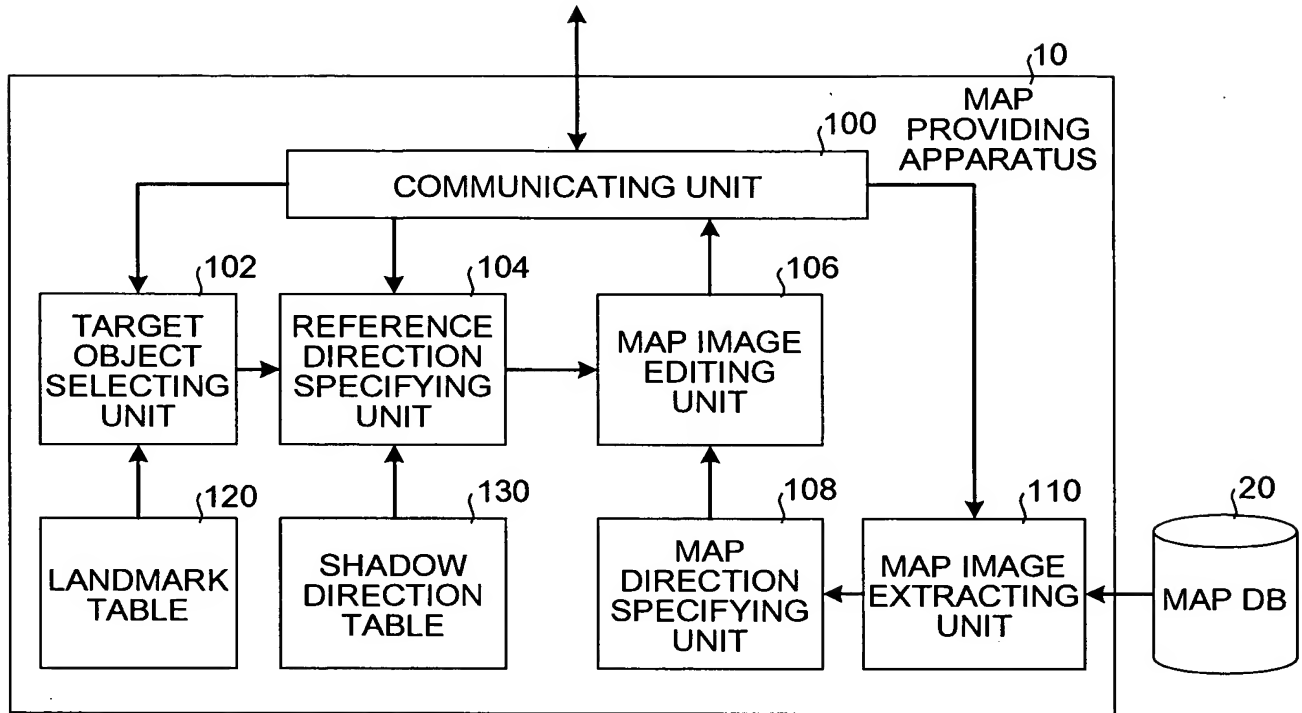 10
MAP
PROVIDING
APPARATUS
100
COMMUNICATING UNIT
102
TARGET
OBJECT
SELECTING
UNIT
104
REFERENCE
DIRECTION
SPECIFYING
UNIT
106
MAP IMAGE
EDITING
UNIT
120
LANDMARK
TABLE
130
SHADOW
DIRECTION
TABLE
108
MAP
DIRECTION
SPECIFYING
UNIT
110
MAP IMAGE
EXTRACTING
UNIT
20
MAP DB